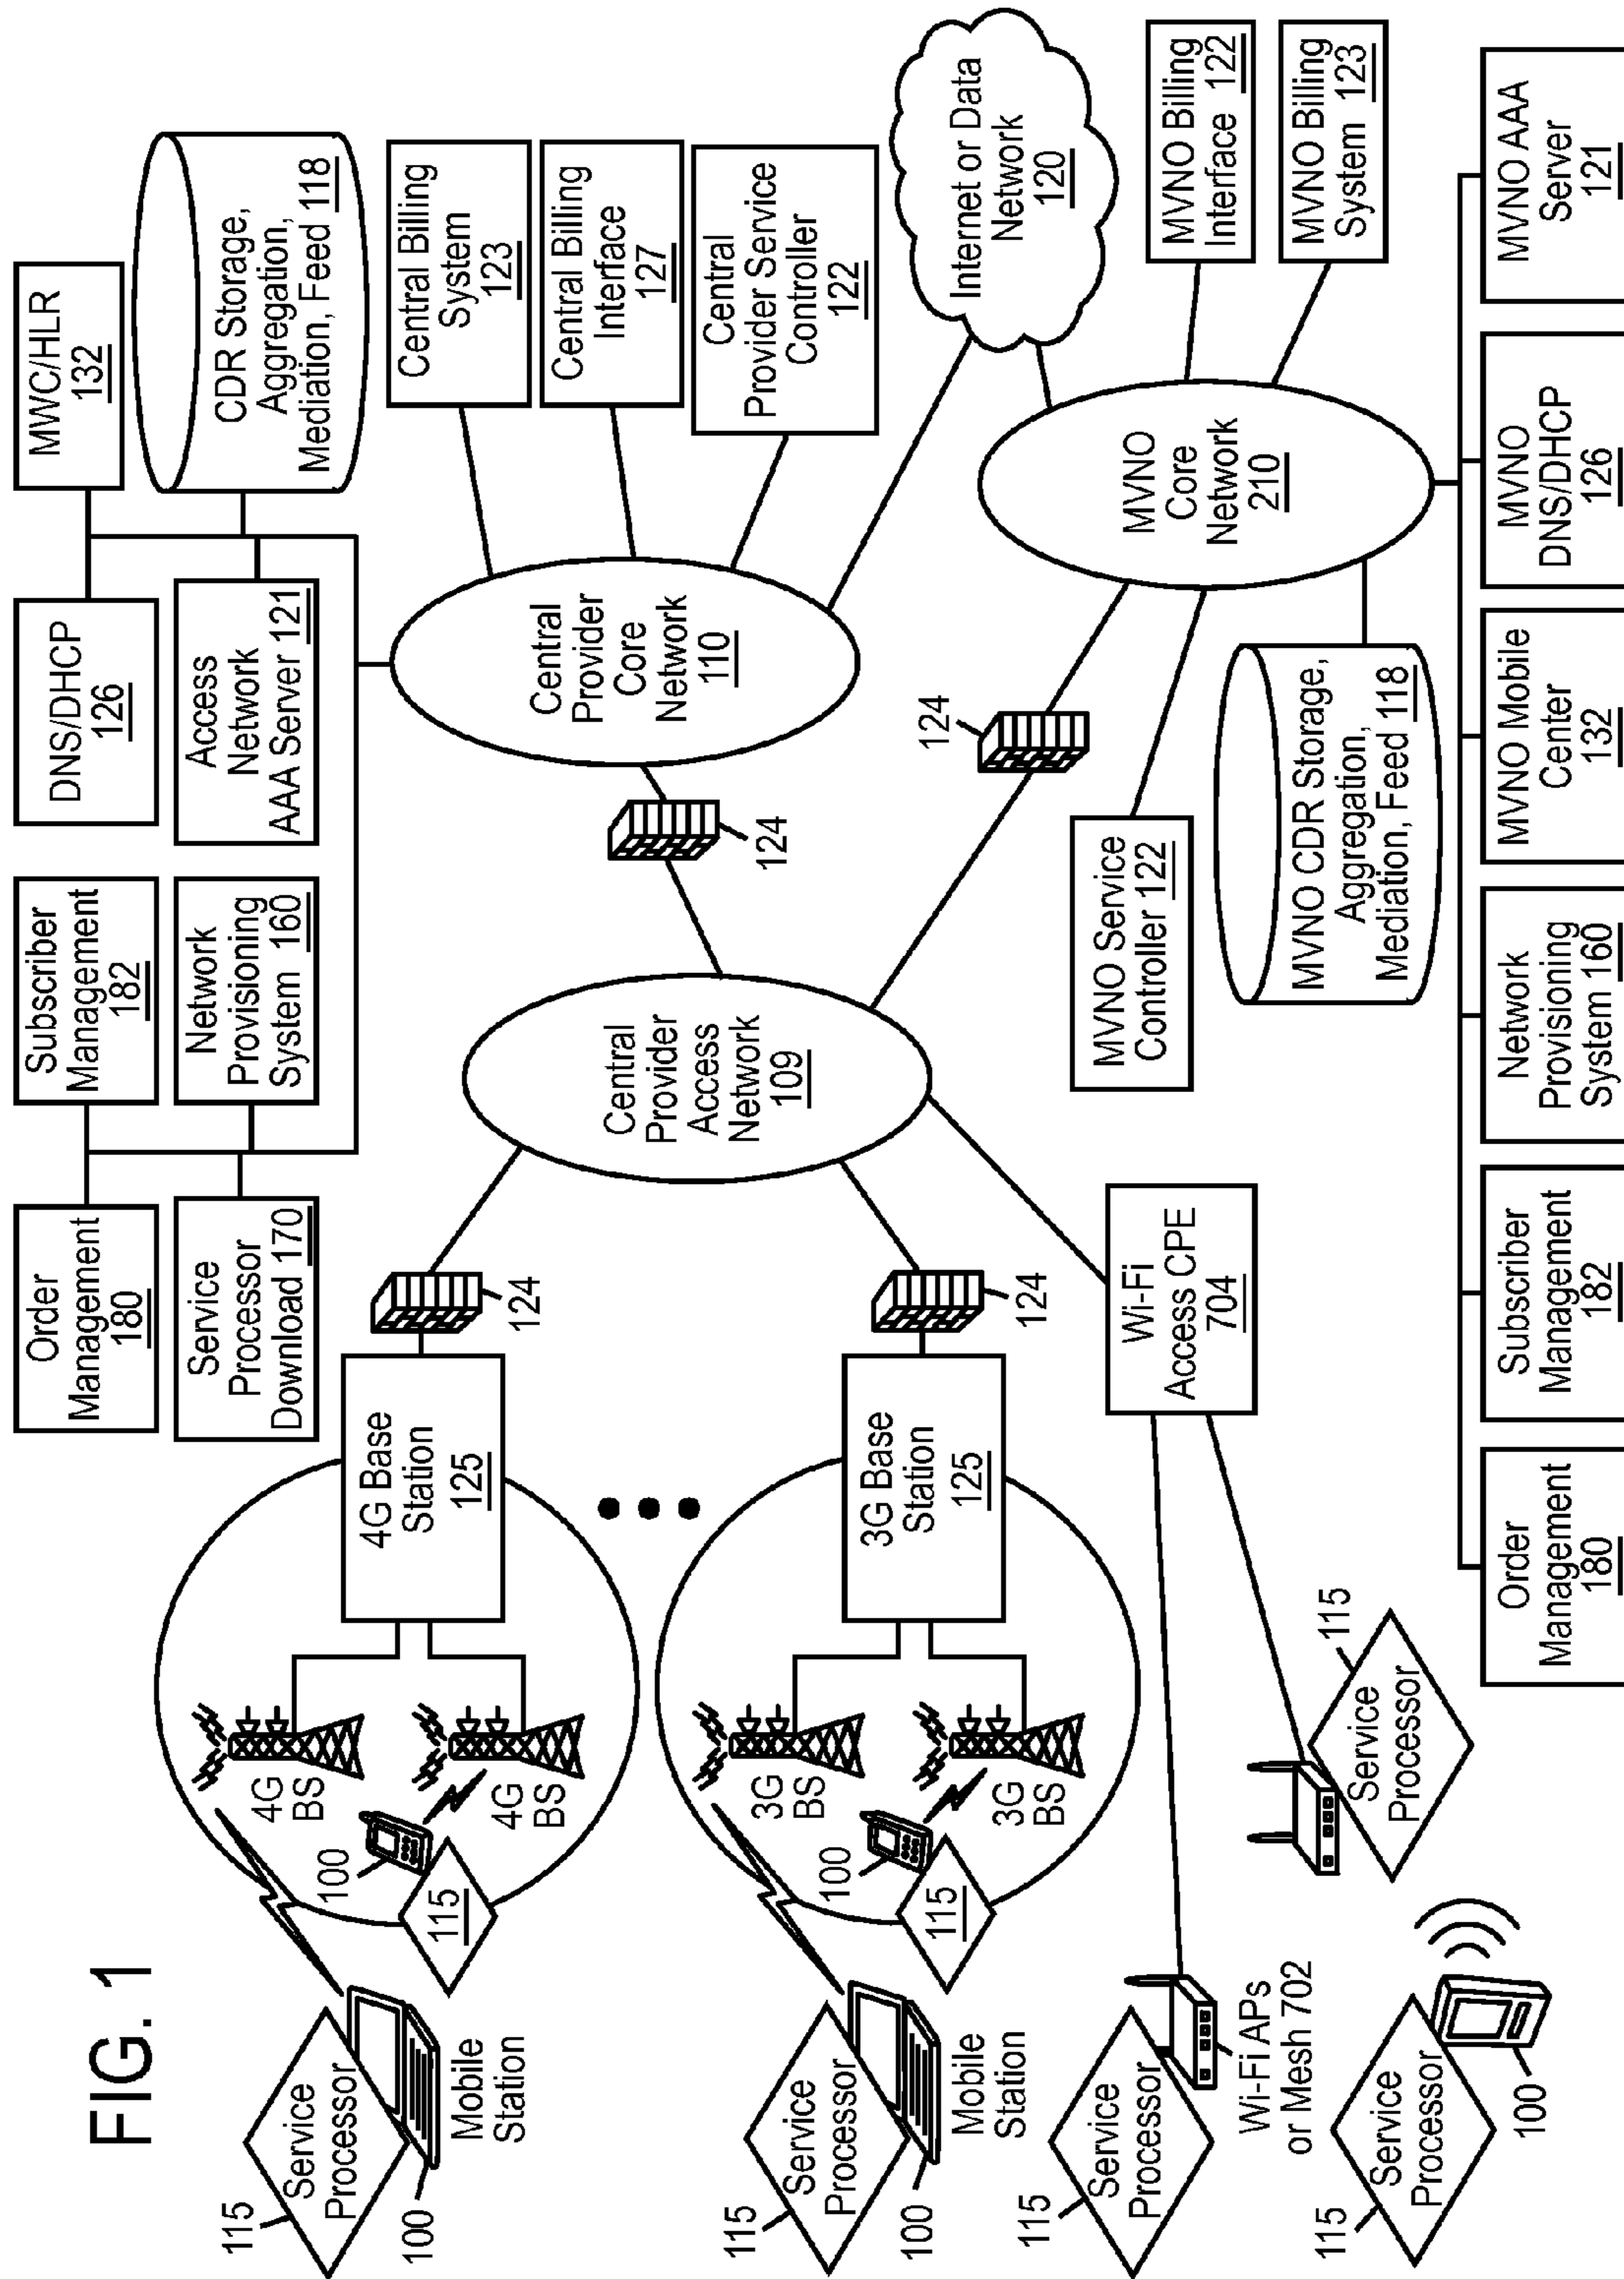 FIG. 1
Order
Management
180
Subscriber
Management
182
DNS/DHCP
126
MWC/HLR
132
Service
Processor
Download 170
Network
Provisioning
System 160
Access
Network
AAA Server 121
CDR Storage,
Aggregation,
Mediation, Feed 118
115
Service
Processor
100
Mobile
Station
4G
BS
100
115
4G
BS
4G Base
Station
125
124
Central
Provider
Access
Network
109
124
Central
Provider
Core
Network
110
Central Billing
System
123
Central Billing
Interface
127
Central
Provider Service
Controller
122
115
Service
Processor
100
Mobile
Station
3G
BS
100
115
3G
BS
3G Base
Station
125
124
124
Internet or Data
Network
120
115
Service
Processor
Wi-Fi APs
or Mesh 702
Wi-Fi
Access CPE
704
MVNO Service
Controller 122
MVNO
Core
Network
210
MVNO Billing
Interface 122
MVNO Billing
System 123
115
Service
Processor
100
Service
Processor
115
MVNO CDR Storage,
Aggregation,
Mediation, Feed 118
Order
Management
180
Subscriber
Management
182
Network
Provisioning
System 160
MVNO Mobile
Center
132
MVNO
DNS/DHCP
126
MVNO AAA
Server
121